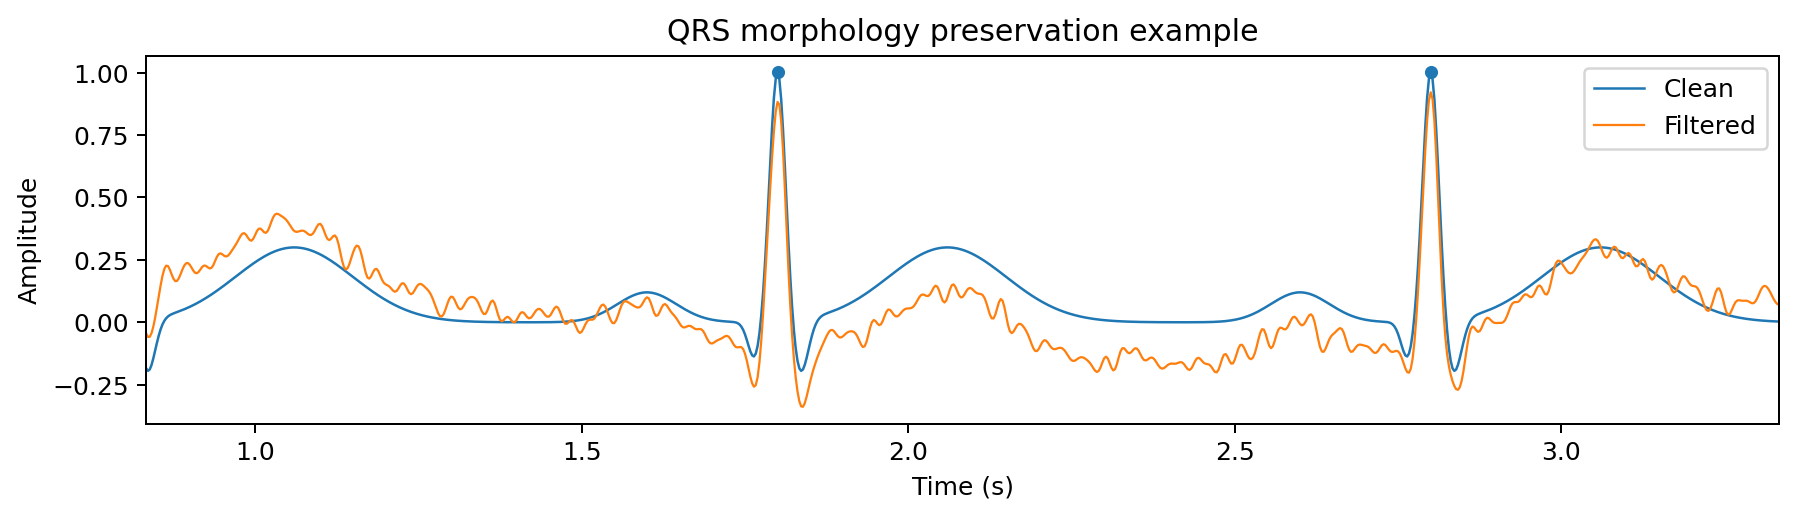 QRS morphology preservation example
1.00
0.75
0.50
0.25
0.00
−0.25
Amplitude
Clean
Filtered
1.0 1.5 2.0 2.5 3.0
Time (s)